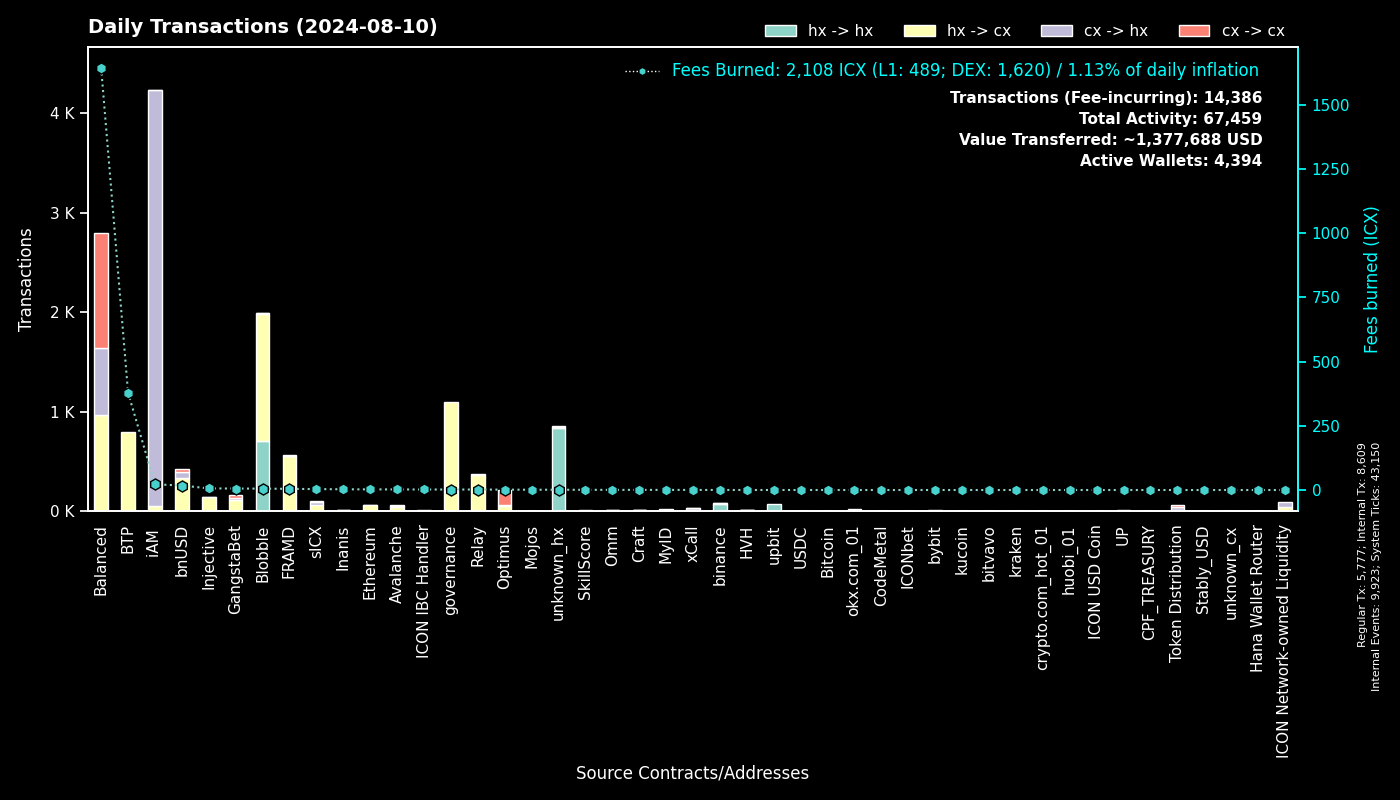 Daily Transactions (2024-08-10)
hx -> hx
hx -> cx
cx -> hx
cx -> cx
Fees Burned: 2,108 ICX (L1: 489; DEX: 1,620) / 1.13% of daily inflation
Transactions (Fee-incurring): 14,386
Total Activity: 67,459
Value Transferred: ~1,377,688 USD
Active Wallets: 4,394
Transactions
4 K
3 K
2 K
1 K
0 K
1500
1250
1000
750
500
250
0
Fees burned (ICX)
Regular Tx: 5,777, Internal Tx: 8,609
Internal Events: 9,923; System Ticks: 43,150
Balanced
BTP
iAM
bnUSD
Injective
GangstaBet
Blobble
FRAMD
slCX
Inanis
Ethereum
Avalanche
ICON IBC Handler
governance
Relay
Optimus
Mojos
unknown_hx
SkillScore
Omm
Craft
MyID
xCall
binance
HVH
upbit
USDC
Bitcoin
okx.com_01
CodeMetal
ICONbet
bybit
kucoin
bitvavo
kraken
crypto.com_hot_01
huobi_01
ICON USD Coin
UP
CPF_TREASURY
Token Distribution
Stably_USD
unknown_cx
Hana Wallet Router
ICON Network-owned Liquidity
Source Contracts/Addresses